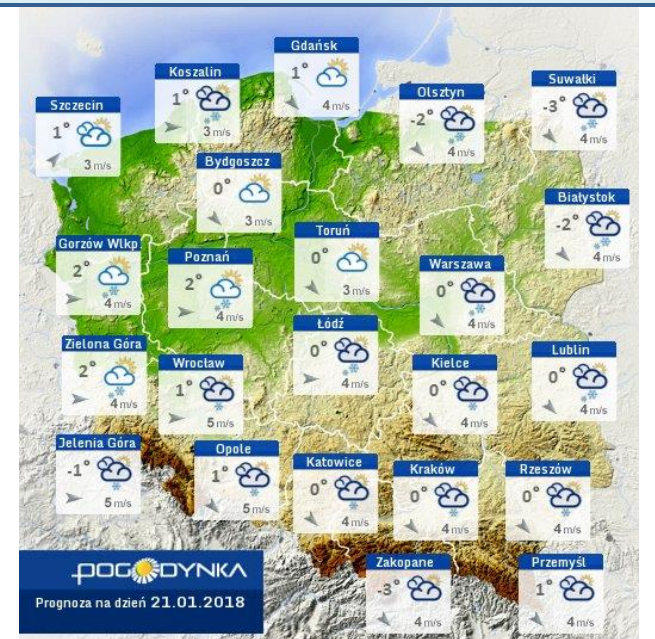 Gdańsk
1°
4 m/s
Koszalin
1°
3 m/s
Suwałki
-3°
4 m/s
Olsztyn
-2°
4 m/s
Szczecin
1°
3 m/s
Bydgoszcz
0°
3 m/s
Białystok
-2°
4 m/s
Toruń
0°
3 m/s
Gorzów Wlkp
2°
4 m/s
Poznań
2°
4 m/s
Warszawa
0°
4 m/s
Łódź
0°
4 m/s
Zielona Góra
2°
4 m/s
Wrocław
1°
5 m/s
Kielce
0°
4 m/s
Lublin
0°
4 m/s
Jelenia Góra
-1°
5 m/s
Opole
1°
5 m/s
Katowice
0°
4 m/s
Kraków
0°
4 m/s
Rzeszów
0°
4 m/s
Zakopane
-3°
4 m/s
Przemyśl
1°
4 m/s
POGODYNKA
Prognoza na dzień 21.01.2018